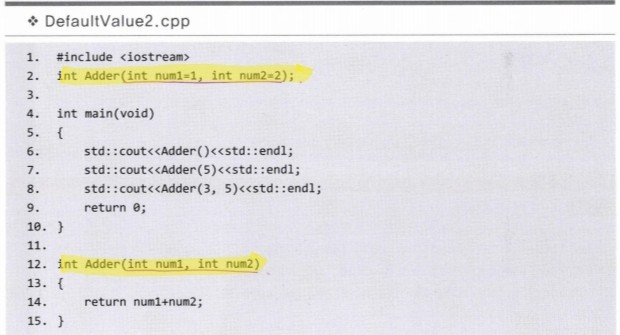 ❖ DefaultValue2.cpp
1. #include <iostream>
2. int Adder(int num1=1, int num2=2);
3.
4. int main(void)
5. {
6. std::cout<<Adder()<<std::endl;
7. std::cout<<Adder(5)<<std::endl;
8. std::cout<<Adder(3, 5)<<std::endl;
9. return 0;
10. }
11.
12. int Adder(int num1, int num2)
13. {
14. return num1+num2;
15. }